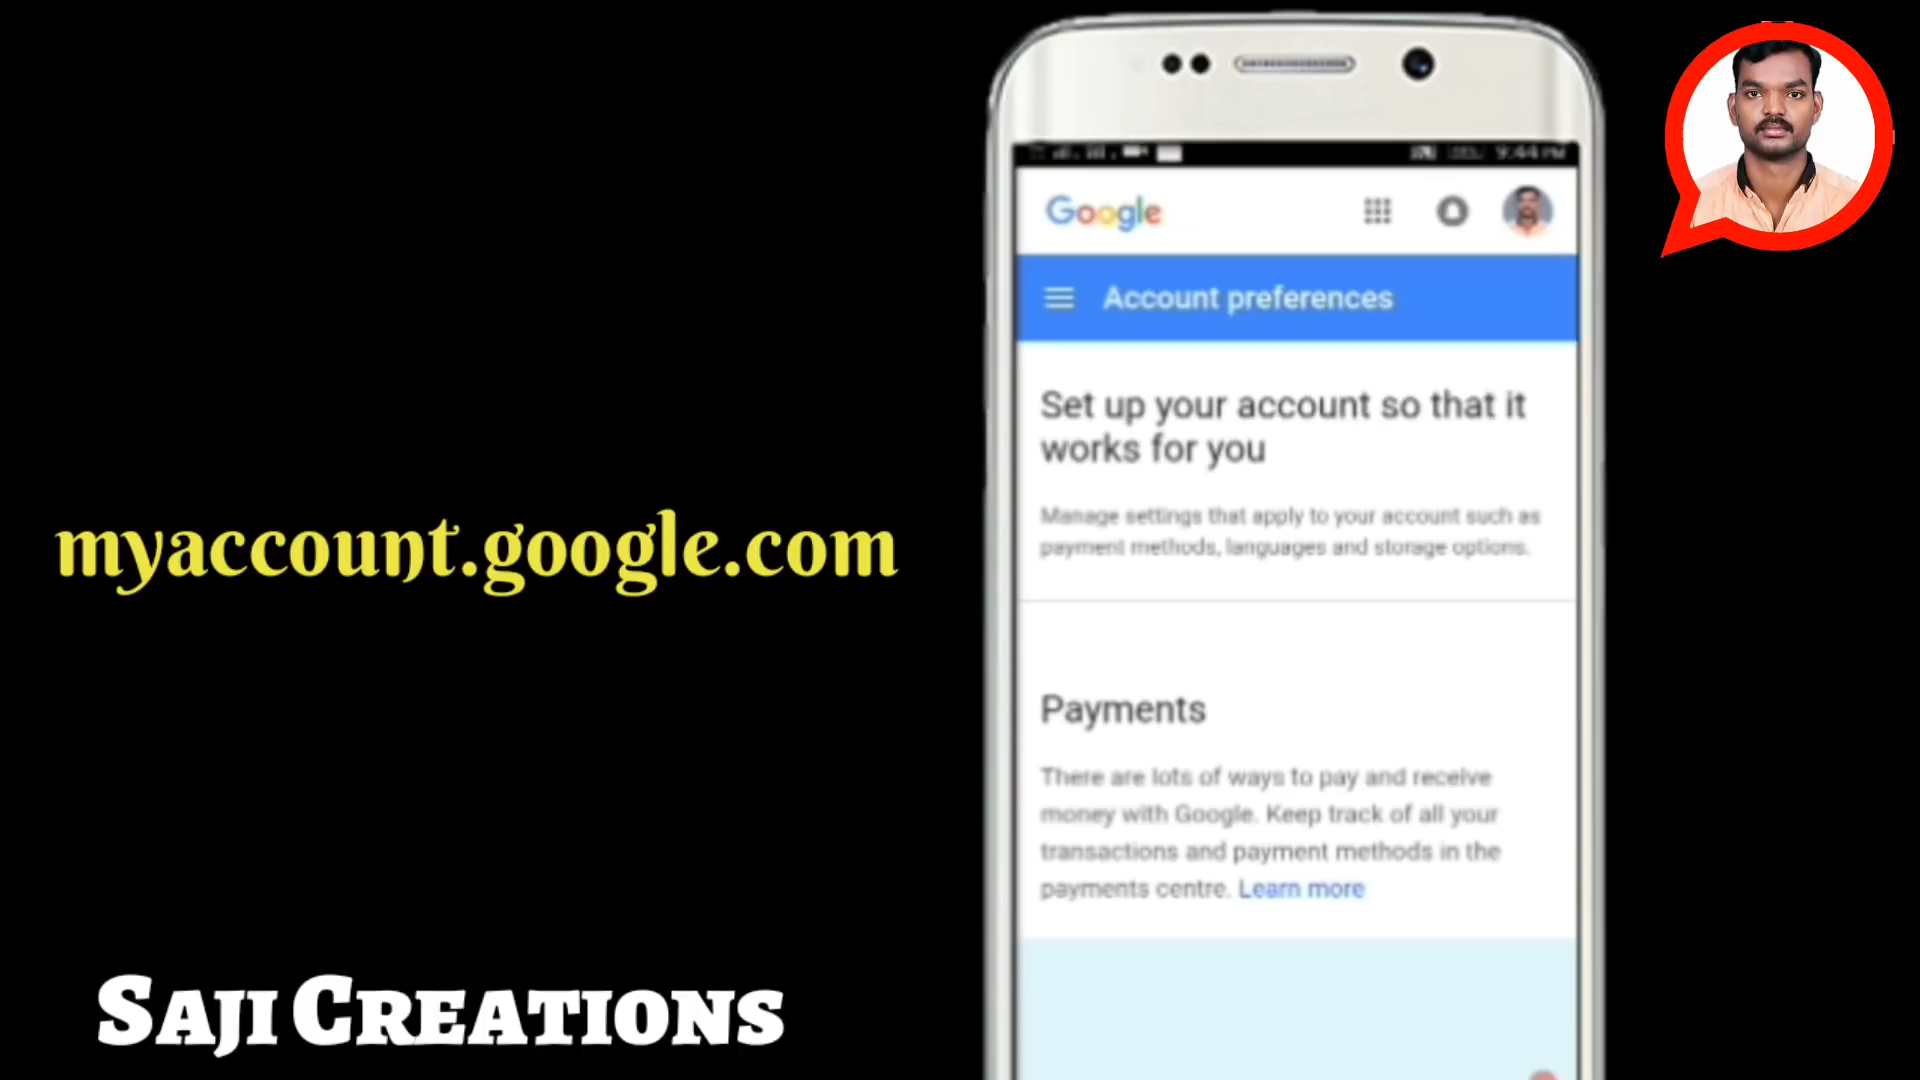 9:44 PM
Google
Account preferences
Set up your account so that it
works for you
Manage settings that apply to your account such as
payment methods, languages and storage options.
myaccount.google.com
Payments
There are lots of ways to pay and receive
money with Google. Keep track of all your
transactions and payment methods in the
payments centre. Learn more
Saji Creations